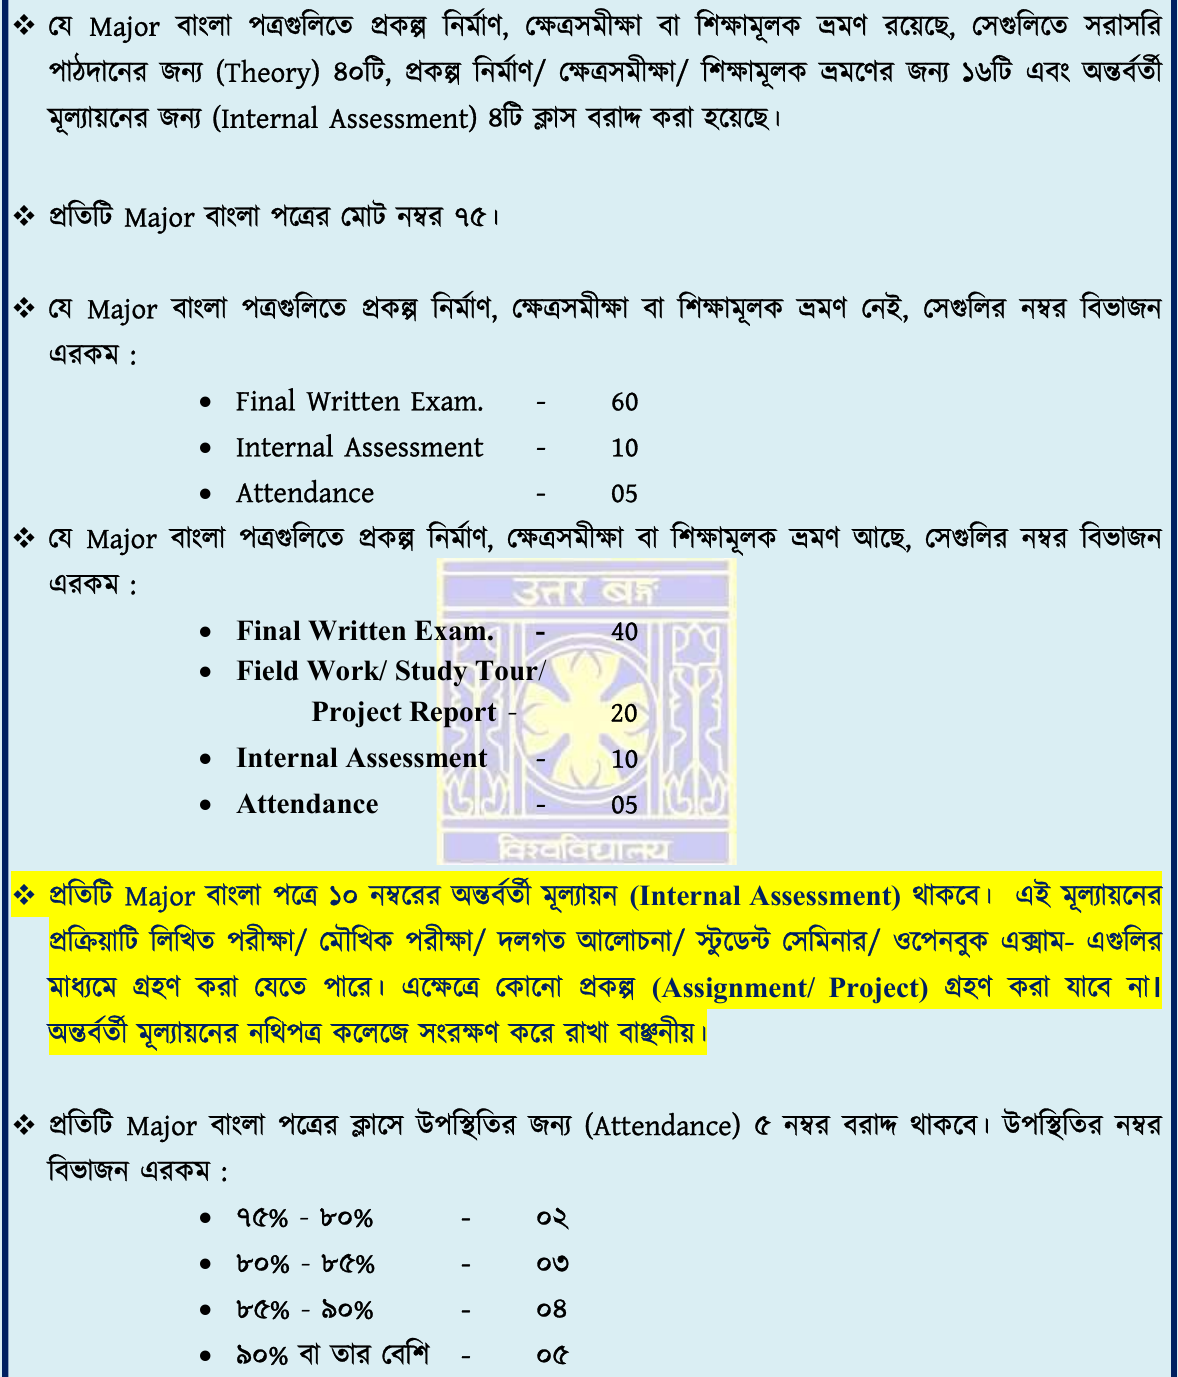 ❖ যে Major বাংলা পত্রগুলিতে প্রকল্প নির্মাণ, ক্ষেত্রসমীক্ষা বা শিক্ষামূলক ভ্রমণ রয়েছে, সেগুলিতে সরাসরি
পাঠদানের জন্য (Theory) ৪০টি, প্রকল্প নির্মাণ/ ক্ষেত্রসমীক্ষা/ শিক্ষামূলক ভ্রমণের জন্য ১৬টি এবং অন্তর্বর্তী
মূল্যায়নের জন্য (Internal Assessment) ৪টি ক্লাস বরাদ্দ করা হয়েছে।
❖ প্রতিটি Major বাংলা পত্রের মোট নম্বর ৭৫।
❖ যে Major বাংলা পত্রগুলিতে প্রকল্প নির্মাণ, ক্ষেত্রসমীক্ষা বা শিক্ষামূলক ভ্রমণ নেই, সেগুলির নম্বর বিভাজন
এরকম :
• Final Written Exam. - 60
• Internal Assessment - 10
• Attendance - 05
❖ যে Major বাংলা পত্রগুলিতে প্রকল্প নির্মাণ, ক্ষেত্রসমীক্ষা বা শিক্ষামূলক ভ্রমণ আছে, সেগুলির নম্বর বিভাজন
এরকম :
उत्तर बङ्ग
• Final Written Exam. - 40
• Field Work/ Study Tour/
Project Report - 20
• Internal Assessment - 10
• Attendance - 05
विश्वविद्यालय
❖ প্রতিটি Major বাংলা পত্রে ১০ নম্বরের অন্তর্বর্তী মূল্যায়ন (Internal Assessment) থাকবে। এই মূল্যায়নের
প্রক্রিয়াটি লিখিত পরীক্ষা/ মৌখিক পরীক্ষা/ দলগত আলোচনা/ স্টুডেন্ট সেমিনার/ ওপেনবুক এক্সাম- এগুলির
মাধ্যমে গ্রহণ করা যেতে পারে। এক্ষেত্রে কোনো প্রকল্প (Assignment/ Project) গ্রহণ করা যাবে না।
অন্তর্বর্তী মূল্যায়নের নথিপত্র কলেজে সংরক্ষণ করে রাখা বাঞ্ছনীয়।
❖ প্রতিটি Major বাংলা পত্রের ক্লাসে উপস্থিতির জন্য (Attendance) ৫ নম্বর বরাদ্দ থাকবে। উপস্থিতির নম্বর
বিভাজন এরকম :
• ৭৫% - ৮০% - ০২
• ৮০% - ৮৫% - ০৩
• ৮৫% - ৯০% - ০৪
• ৯০% বা তার বেশি - ০৫